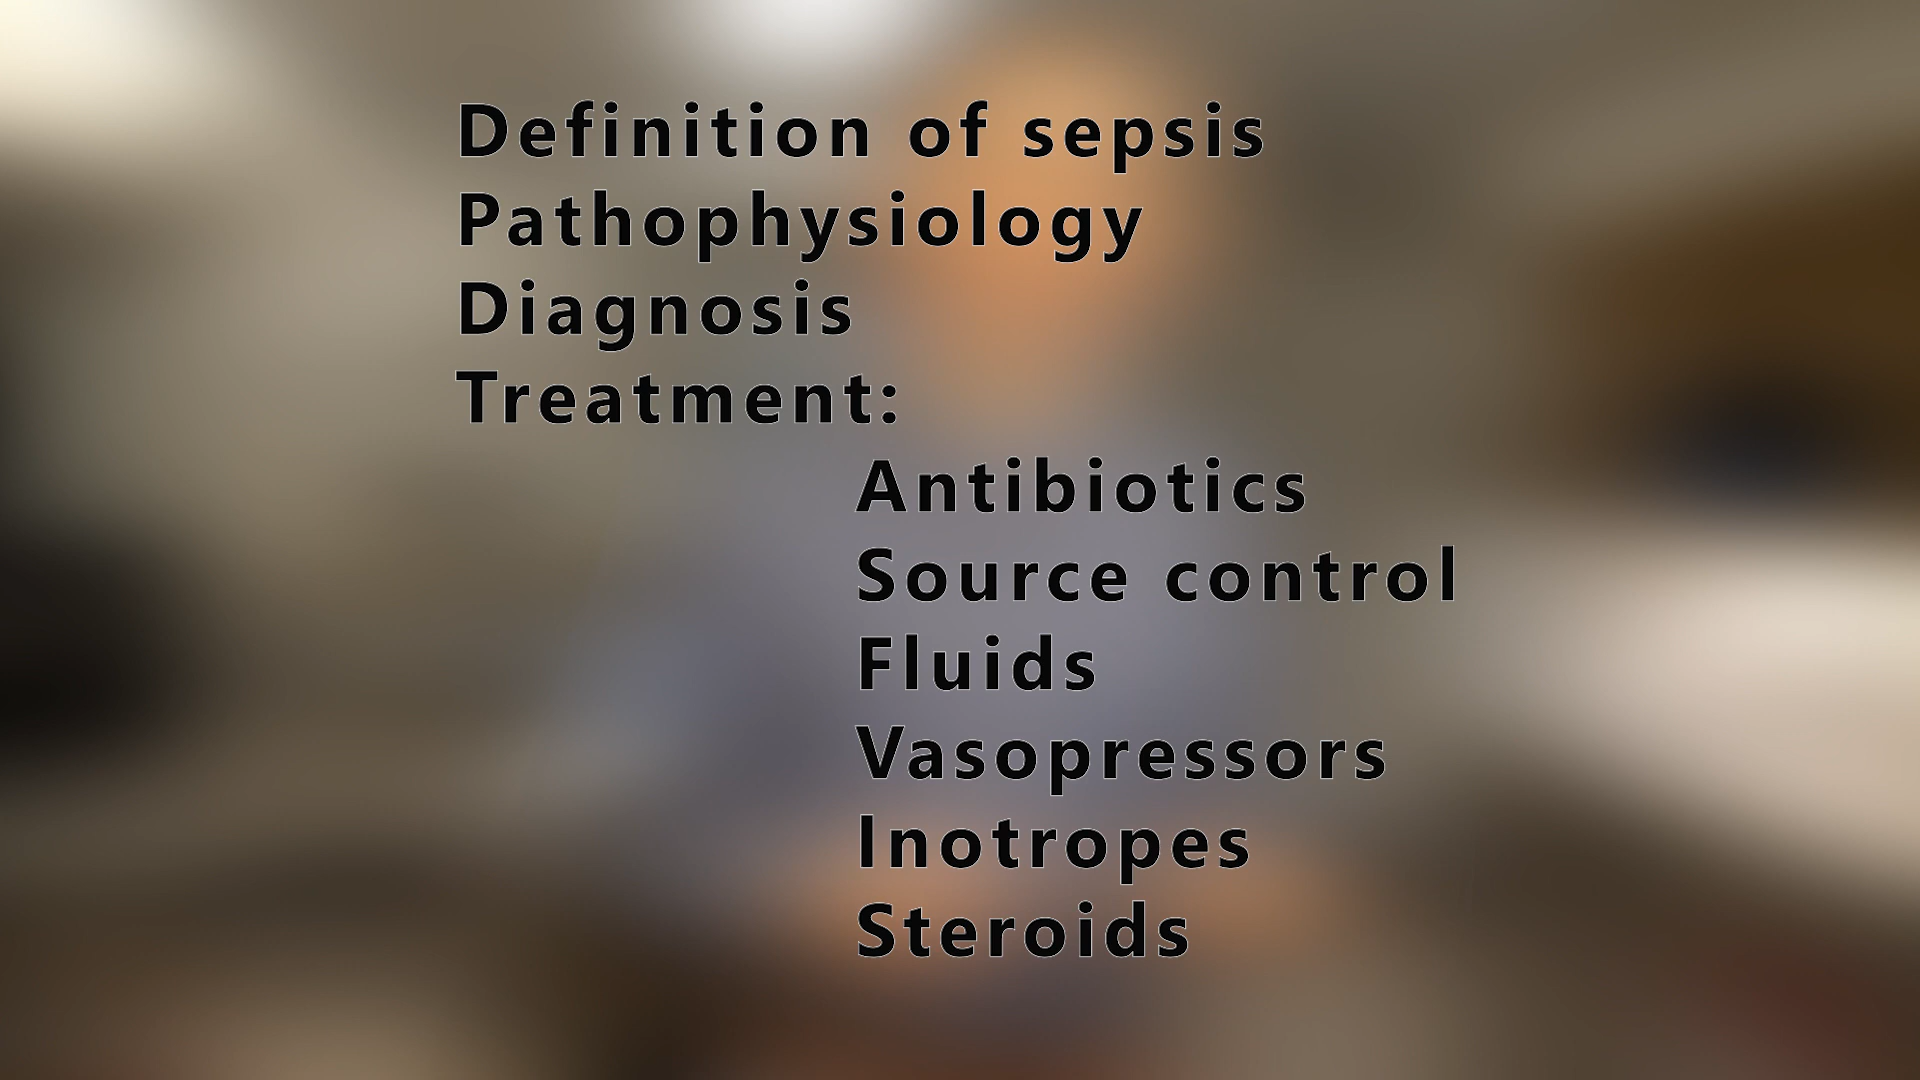 Definition of sepsis
Pathophysiology
Diagnosis
Treatment:
Antibiotics
Source control
Fluids
Vasopressors
Inotropes
Steroids